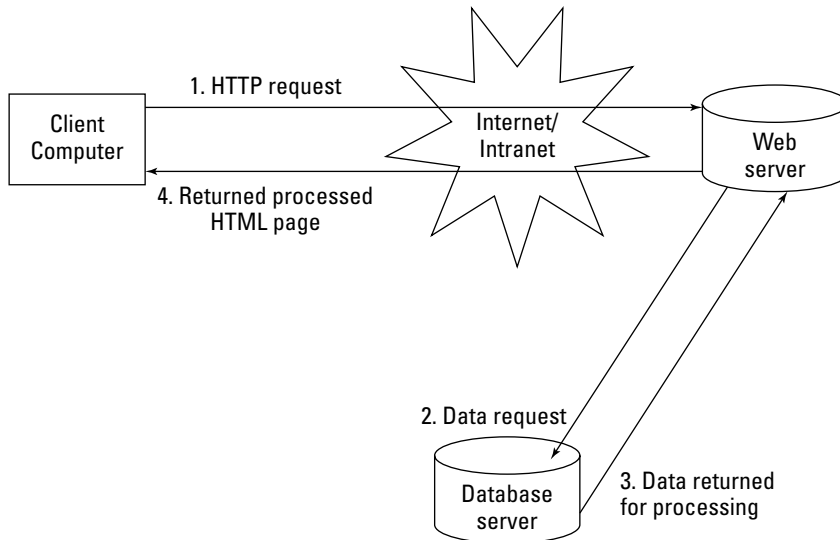 1. HTTP request
Client
Computer
Internet/
Intranet
Web
server
4. Returned processed
HTML page
2. Data request
Database
server
3. Data returned
for processing